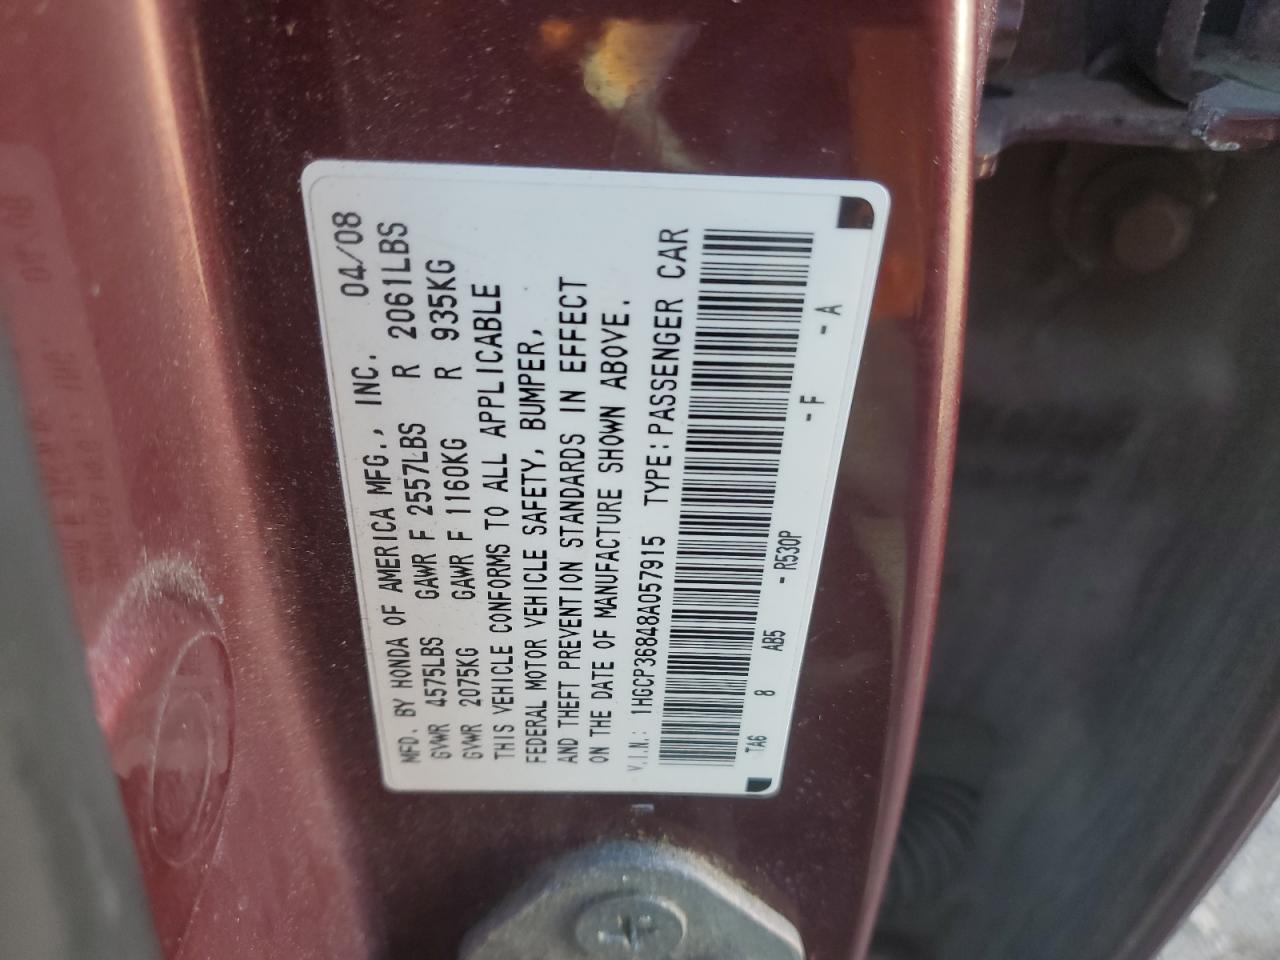 MFD. BY HONDA OF AMERICA MFG., INC. 04/08
GVWR 4575LBS GAWR F 2557LBS R 2061LBS
GVWR 2075KG GAWR F 1160KG R 935KG
THIS VEHICLE CONFORMS TO ALL APPLICABLE
FEDERAL MOTOR VEHICLE SAFETY, BUMPER,
AND THEFT PREVENTION STANDARDS IN EFFECT
ON THE DATE OF MANUFACTURE SHOWN ABOVE.
V.I.N.: 1HGCP36848A057915 TYPE:PASSENGER CAR
TA6 8 AB5 -R530P -F -A